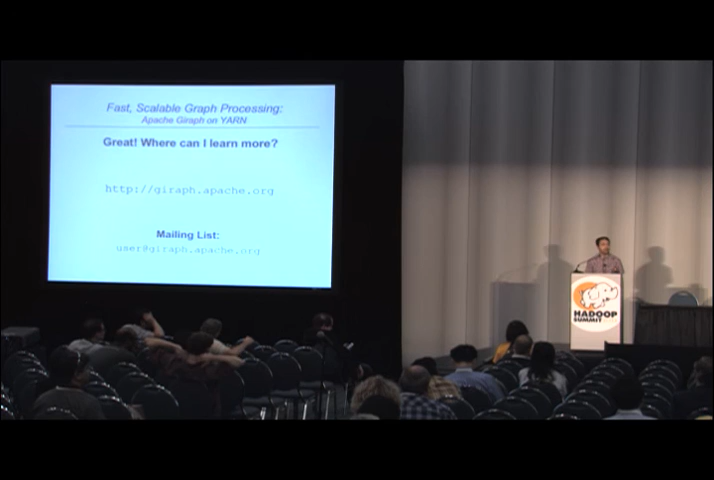 Fast, Scalable Graph Processing:
Apache Giraph on YARN
Great! Where can I learn more?
http://giraph.apache.org
Mailing List:
user@giraph.apache.org
HADOOP
SUMMIT